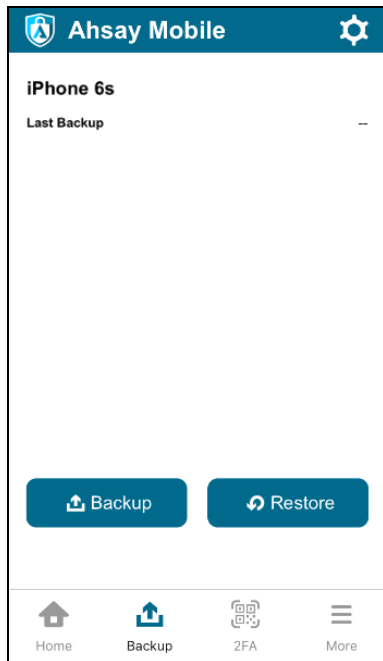 Ahsay Mobile
iPhone 6s
Last Backup --
Backup Restore
Home Backup 2FA More